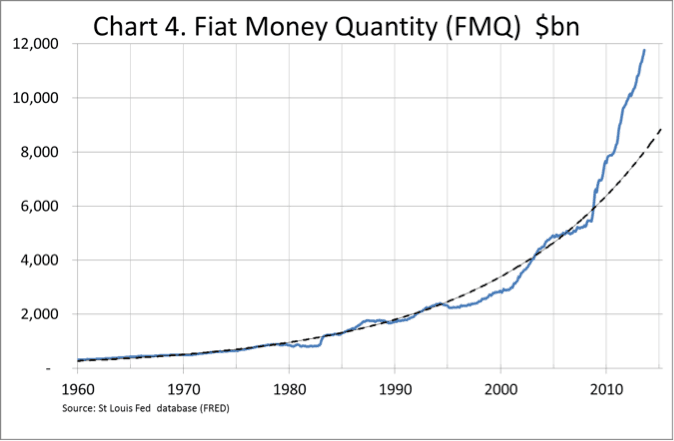 Chart 4. Fiat Money Quantity (FMQ) $bn
12,000
10,000
8,000
6,000
4,000
2,000
-
1960 1970 1980 1990 2000 2010
Source: St Louis Fed database (FRED)